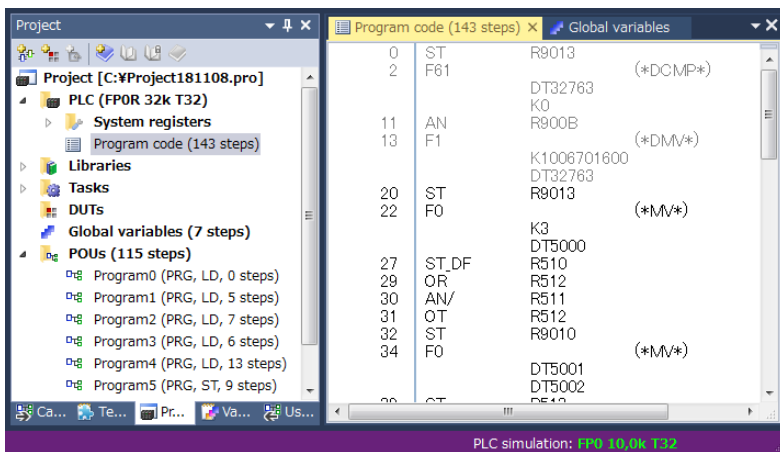 Project
Project [C:¥Project181108.pro]
PLC (FP0R 32k T32)
System registers
Program code (143 steps)
Libraries
Tasks
DUTs
Global variables (7 steps)
POUs (115 steps)
Program0 (PRG, LD, 0 steps)
Program1 (PRG, LD, 5 steps)
Program2 (PRG, LD, 7 steps)
Program3 (PRG, LD, 6 steps)
Program4 (PRG, LD, 13 steps)
Program5 (PRG, ST, 9 steps)
Ca... Te... Pr... Va... Us...
Program code (143 steps) Global variables
0 ST R9013
2 F61 (*DCMP*)
DT32763
K0
11 AN R900B
13 F1 (*DMV*)
K1006701600
DT32763
20 ST R9013
22 F0 (*MV*)
K3
DT5000
27 ST_DF R510
29 OR R512
30 AN/ R511
31 OT R512
32 ST R9010
34 F0 (*MV*)
DT5001
DT5002
PLC simulation: FP0 10,0k T32